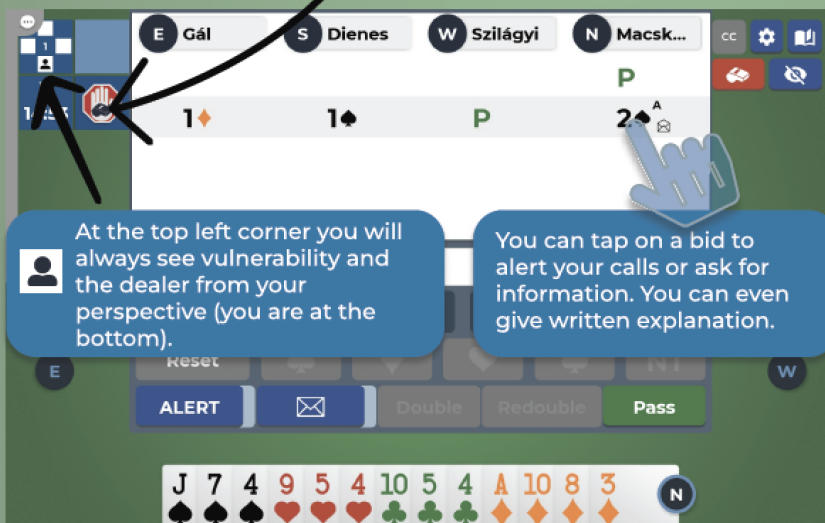 E Gál S Dienes W Szilágyi N Macsk... CC
1
P
1♦ 1♠ P 2♠ A
At the top left corner you will
always see vulnerability and
the dealer from your
perspective (you are at the
bottom).
You can tap on a bid to
alert your calls or ask for
information. You can even
give written explanation.
E
Reset ♣ ♦ ♥ ♠ NT
W
ALERT Double Redouble Pass
J 7 4 9 5 4 10 5 4 A 10 8 3
♠ ♠ ♠ ♥ ♥ ♥ ♣ ♣ ♣ ♦ ♦ ♦ ♦
N